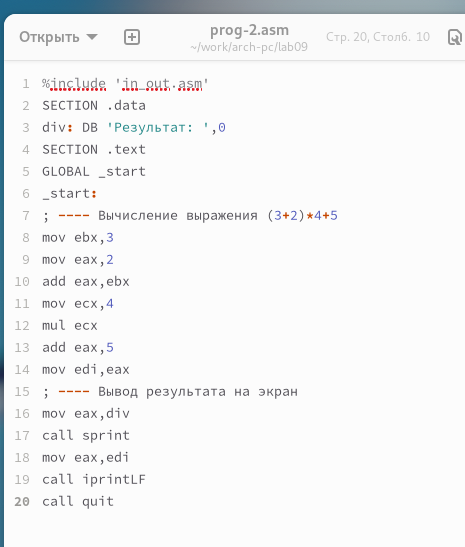 Открыть
prog-2.asm
~/work/arch-pc/lab09
Стр. 20, Столб. 10
1 %include 'in_out.asm'
2 SECTION .data
3 div: DB 'Результат: ',0
4 SECTION .text
5 GLOBAL _start
6 _start:
7 ; ---- Вычисление выражения (3+2)*4+5
8 mov ebx,3
9 mov eax,2
10 add eax,ebx
11 mov ecx,4
12 mul ecx
13 add eax,5
14 mov edi,eax
15 ; ---- Вывод результата на экран
16 mov eax,div
17 call sprint
18 mov eax,edi
19 call iprintLF
20 call quit